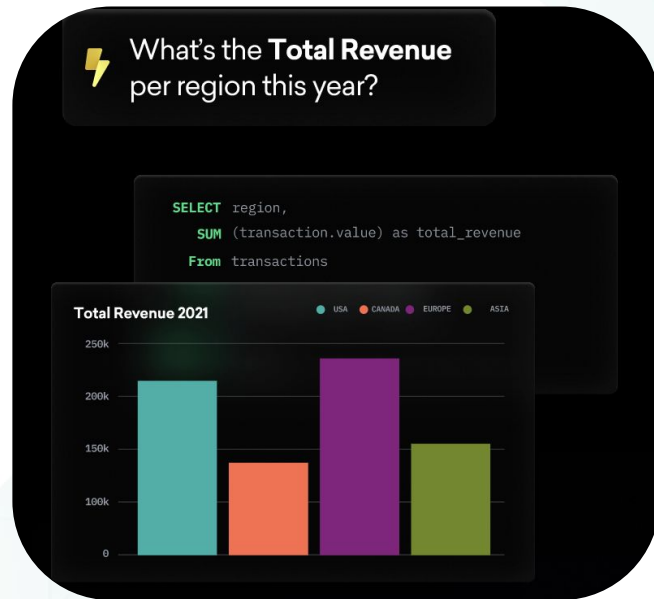 What's the Total Revenue
per region this year?
SELECT region,
SUM (transaction.value) as total_revenue
From transactions
Total Revenue 2021
USA CANADA EUROPE ASIA
250k
200k
150k
100k
0